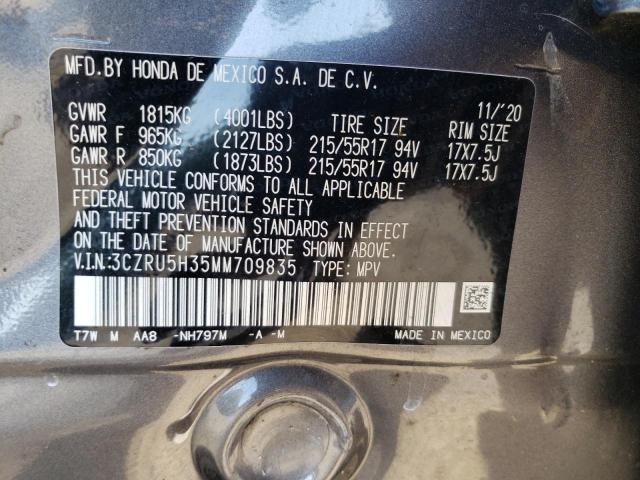 MFD.BY HONDA DE MEXICO S.A. DE C.V.
11/'20
GVWR 1815KG (4001LBS) TIRE SIZE RIM SIZE
GAWR F 965KG (2127LBS) 215/55R17 94V 17X7.5J
GAWR R 850KG (1873LBS) 215/55R17 94V 17X7.5J
THIS VEHICLE CONFORMS TO ALL APPLICABLE
FEDERAL MOTOR VEHICLE SAFETY
AND THEFT PREVENTION STANDARDS IN EFFECT
ON THE DATE OF MANUFACTURE SHOWN ABOVE.
V.I.N:3CZRU5H35MM709835 TYPE: MPV
T7W M AA8 -NH797M -A -M MADE IN MEXICO